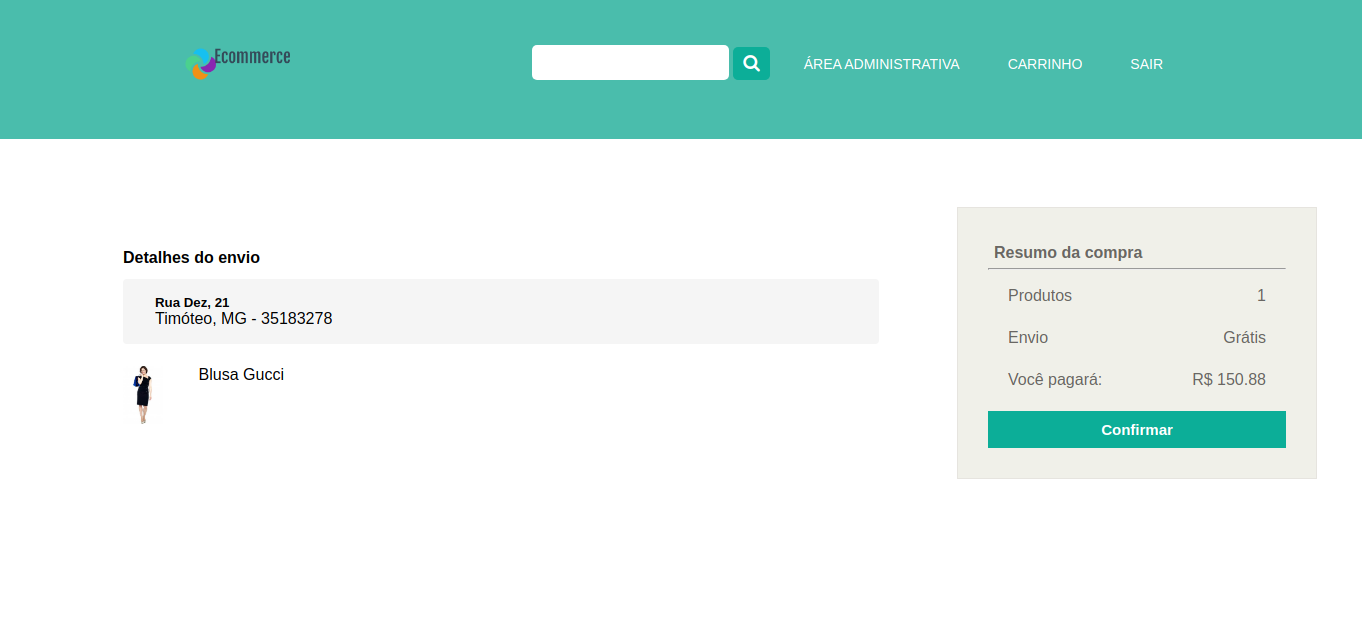 Ecommerce
ÁREA ADMINISTRATIVA
CARRINHO
SAIR
Detalhes do envio
Rua Dez, 21
Timóteo, MG - 35183278
Blusa Gucci
Resumo da compra
Produtos 1
Envio Grátis
Você pagará: R$ 150.88
Confirmar